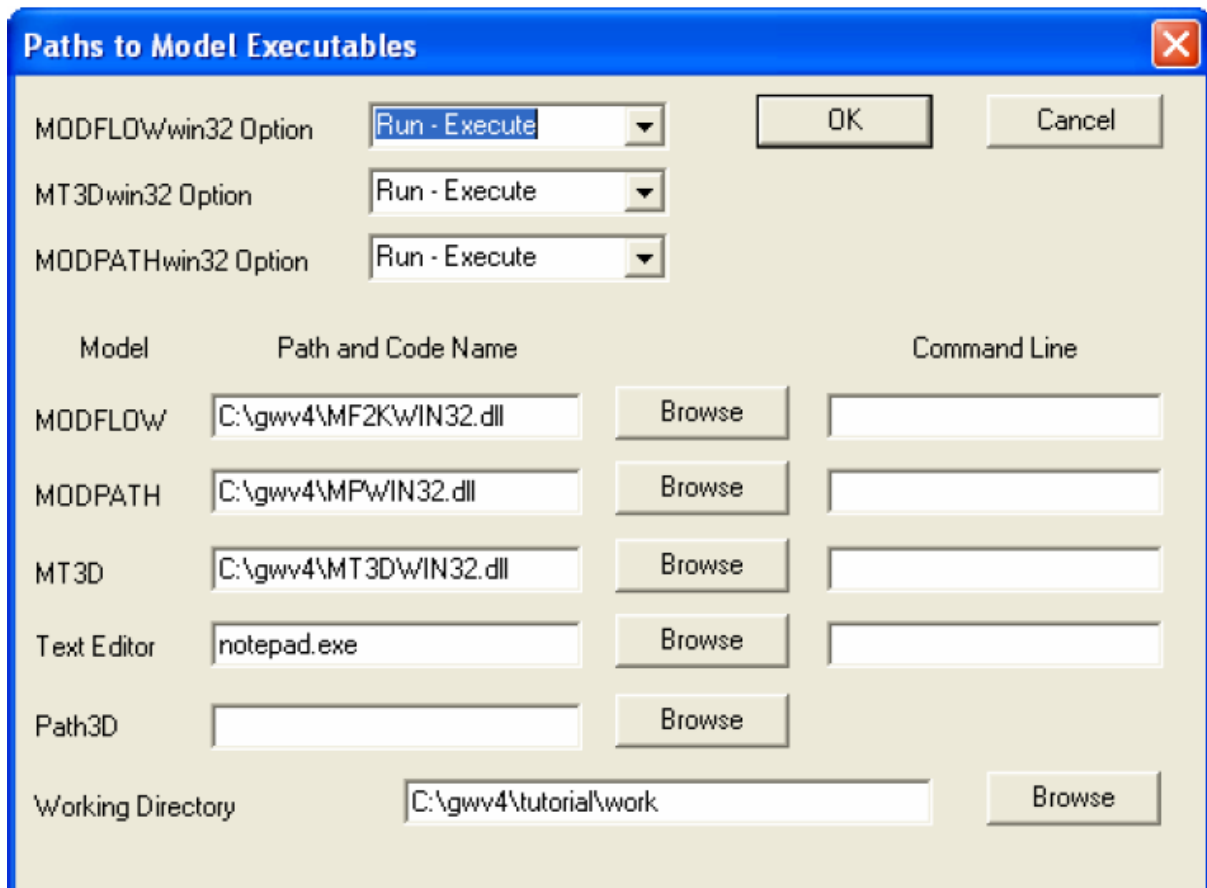 Paths to Model Executables
MODFLOWwin32 Option Run - Execute OK Cancel
MT3Dwin32 Option Run - Execute
MODPATHwin32 Option Run - Execute
Model Path and Code Name Command Line
MODFLOW C:\gwv4\MF2KWIN32.dll Browse
MODPATH C:\gwv4\MPWIN32.dll Browse
MT3D C:\gwv4\MT3DWIN32.dll Browse
Text Editor notepad.exe Browse
Path3D Browse
Working Directory C:\gwv4\tutorial\work Browse